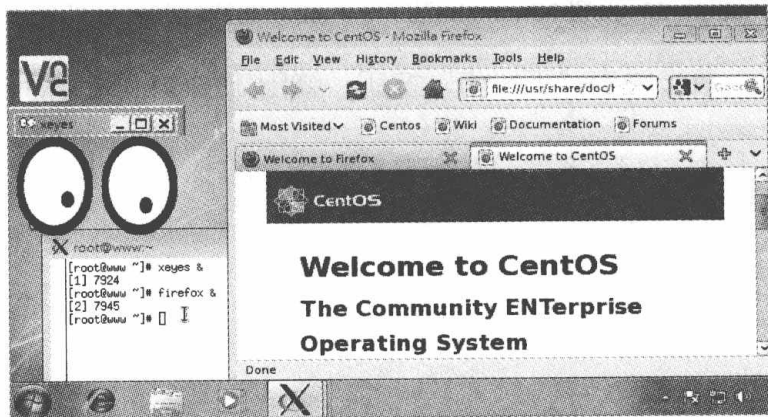 Welcome to CentOS - Mozilla Firefox
File Edit View History Bookmarks Tools Help
file:///usr/share/doc/H
Most Visited Centos Wiki Documentation Forums
Welcome to Firefox
Welcome to CentOS
CentOS
Welcome to CentOS
The Community ENTerprise
Operating System
Done
xeyes
root@www:~
[root@www ~]# xeyes &
[1] 7924
[root@www ~]# firefox &
[2] 7945
[root@www ~]#